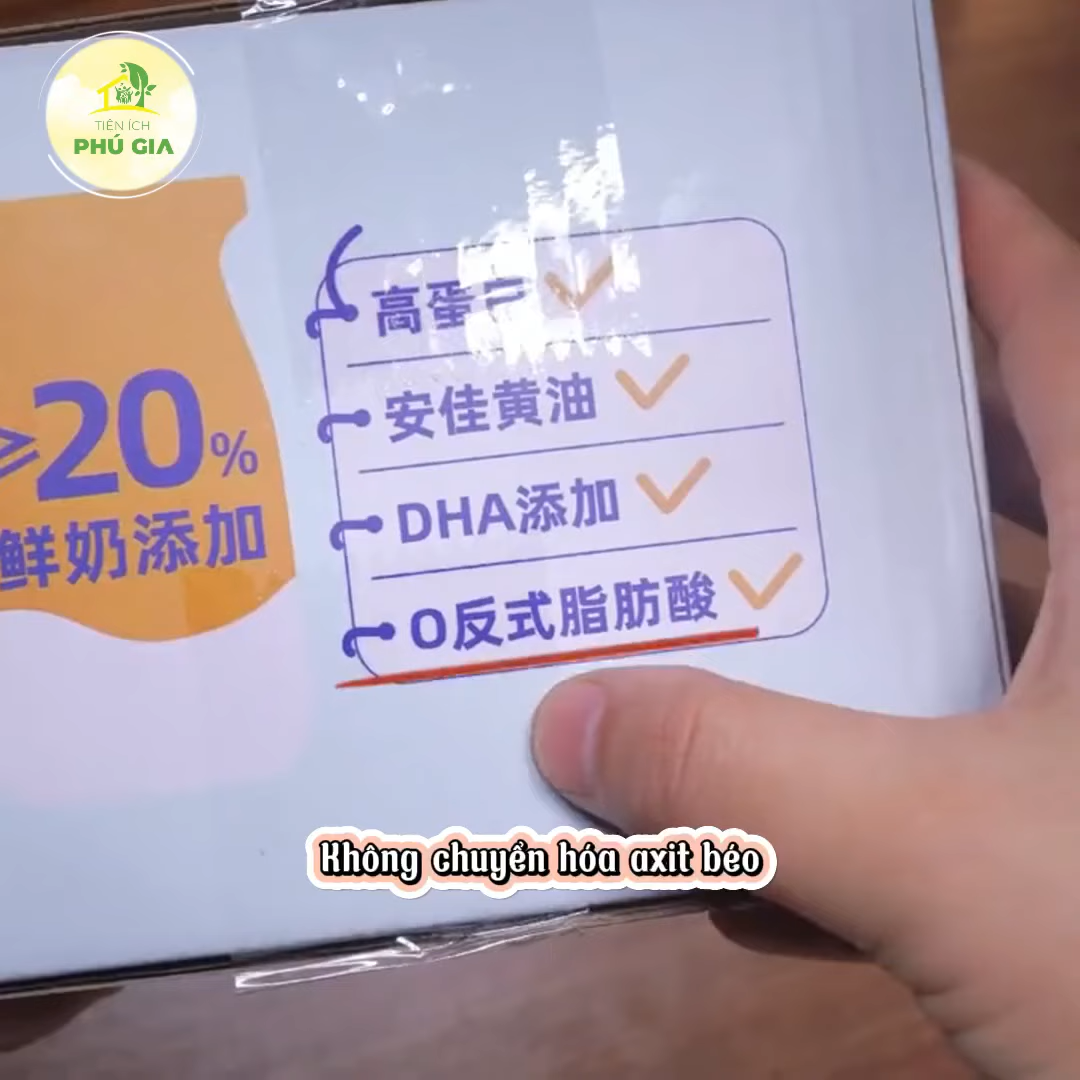 TIỆN ÍCH
PHÚ GIA
≥20%
鲜奶添加
高蛋
安佳黄油
DHA添加
0反式脂肪酸
Không chuyển hóa axit béo